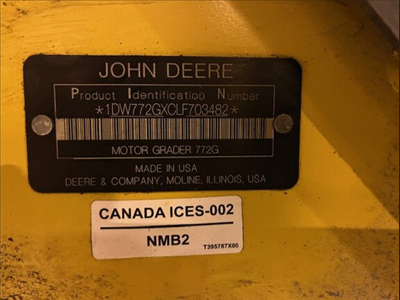 JOHN DEERE
Product Identification Number
*1DW772GXCLF703482*
MOTOR GRADER 772G
MADE IN USA
DEERE & COMPANY, MOLINE, ILLINOIS, USA
CANADA ICES-002
NMB2
T395787X00